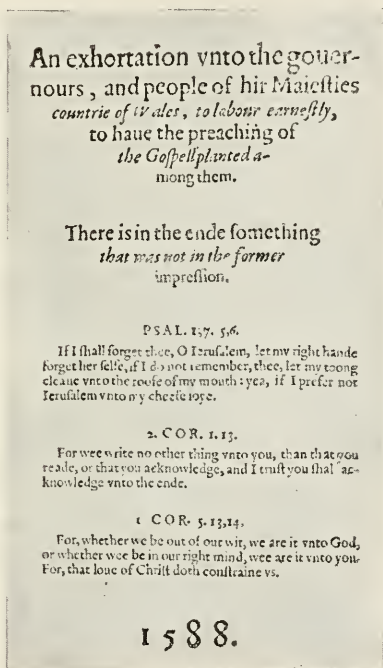 An exhortation vnto the gouer-
nours, and people of hir Maiesties
countrie of Wales, to labour earneſtly,
to haue the preaching of
the Goſpell planted a-
mong them.
There is in the ende ſomething
that was not in the former
impreſſion.
PSAL. 137. 5,6.
If I ſhall forget thee, O Ieruſalem, let my right hande
forget her ſelfe, if I do not remember, thee, let my toong
cleaue vnto the roofe of my mouth: yea, if I prefer not
Ieruſalem vnto my cheefe ioye.
2. COR. 1. 13.
For wee write no other thing vnto you, than that you
reade, or that you acknowledge, and I truſt you ſhal ac-
knowledge vnto the ende.
1 COR. 5. 13,14,
For, whether we be out of our wit, we are it vnto God,
or whether wee be in our right mind, wee are it vnto you.
For, that loue of Chriſt doth conſtraine vs.
1588.